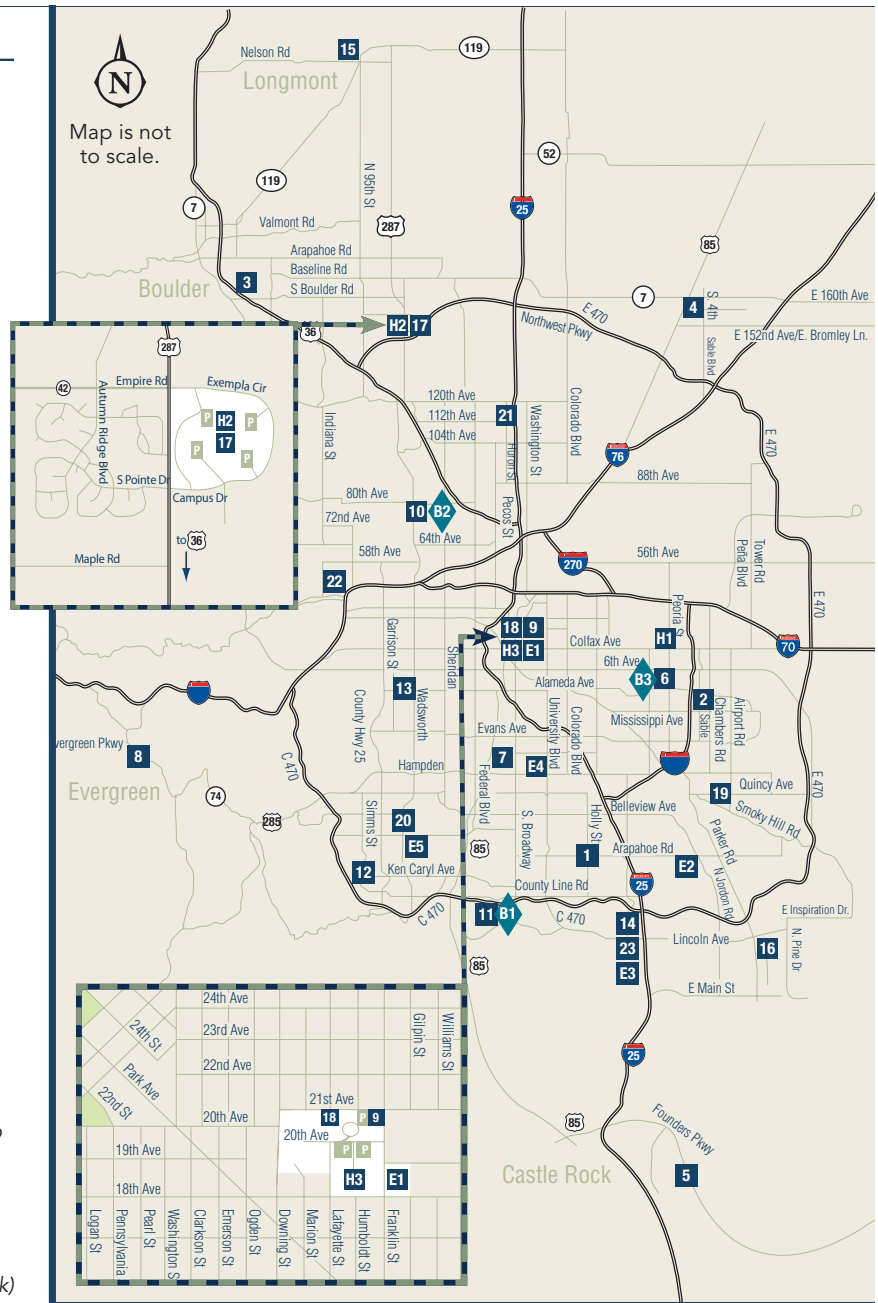 N
Map is not
to scale.
Nelson Rd
15
119
Longmont
52
119
N 95th St
7
287
25
Valmont Rd
85
Arapahoe Rd
Baseline Rd
Boulder
3
S Boulder Rd
7
4
S. 4th
E 160th Ave
E 470
36
H2
17
Northwest Pkwy
Sable Blvd
E 152nd Ave/E. Bromley Ln.
287
42
Empire Rd
Exempla Cir
Autumn Ridge Blvd
P
H2
P
17
P
P
S Pointe Dr
Campus Dr
to 36
Maple Rd
120th Ave
112th Ave
104th Ave
21
Huron St
Washington St
Colorado Blvd
Indiana St
76
E 470
88th Ave
80th Ave
72nd Ave
10
B2
Pecos St
64th Ave
58th Ave
270
56th Ave
Tower Rd
Peña Blvd
22
E 470
18
9
H3
E1
Colfax Ave
Peoria S
H1
70
Garrison St
Sheridan
6th Ave
B3
6
Alameda Ave
13
Wadsworth
County Hwy 25
2
Sable
Chambers Rd
Airport Rd
Mississippi Ave
University Blvd
Colorado Blvd
Evans Ave
vergreen Pkwy
8
C 470
7
E4
Hampden
Federal Blvd
Evergreen
74
285
Quincy Ave
19
E 470
Smoky Hill Rd
Belleview Ave
Simms St
20
E5
85
S. Broadway
Holly St
1
Arapahoe Rd
Parker Rd
E2
12
Ken Caryl Ave
County Line Rd
25
N Jordon Rd
C 470
11
B1
C 470
14
E Inspiration Dr.
Lincoln Ave
23
16
N. Pine Dr
E3
85
E Main St
25
85
Founders Pkwy
Castle Rock
5
24th Ave
24th St
23rd Ave
Gilpin St
Williams St
22nd Ave
Park Ave
22nd St
21st Ave
20th Ave
18
P
9
20th Ave
P
P
19th Ave
H3
E1
18th Ave
Logan St
Pennsylvania
Pearl St
Washington S
Clarkson St
Emerson St
Ogden St
Downing St
Marion St
Lafayette St
Humboldt St
Franklin St
k)